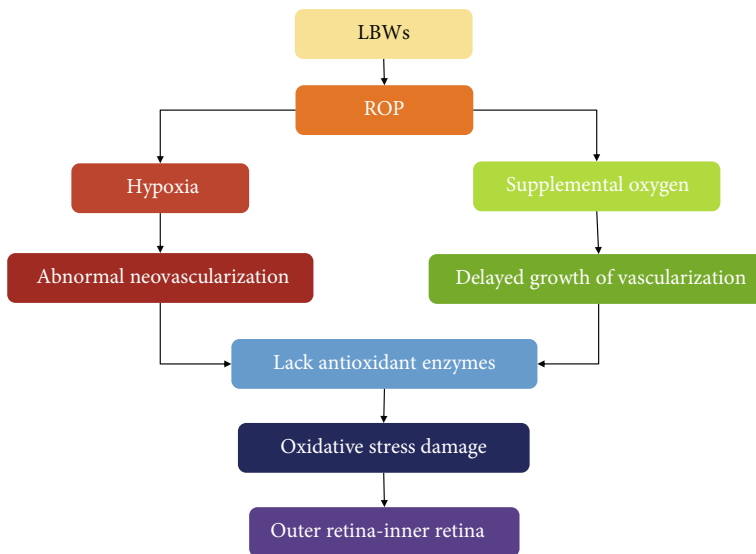 LBWs
ROP
Hypoxia
Supplemental oxygen
Abnormal neovascularization
Delayed growth of vascularization
Lack antioxidant enzymes
Oxidative stress damage
Outer retina-inner retina